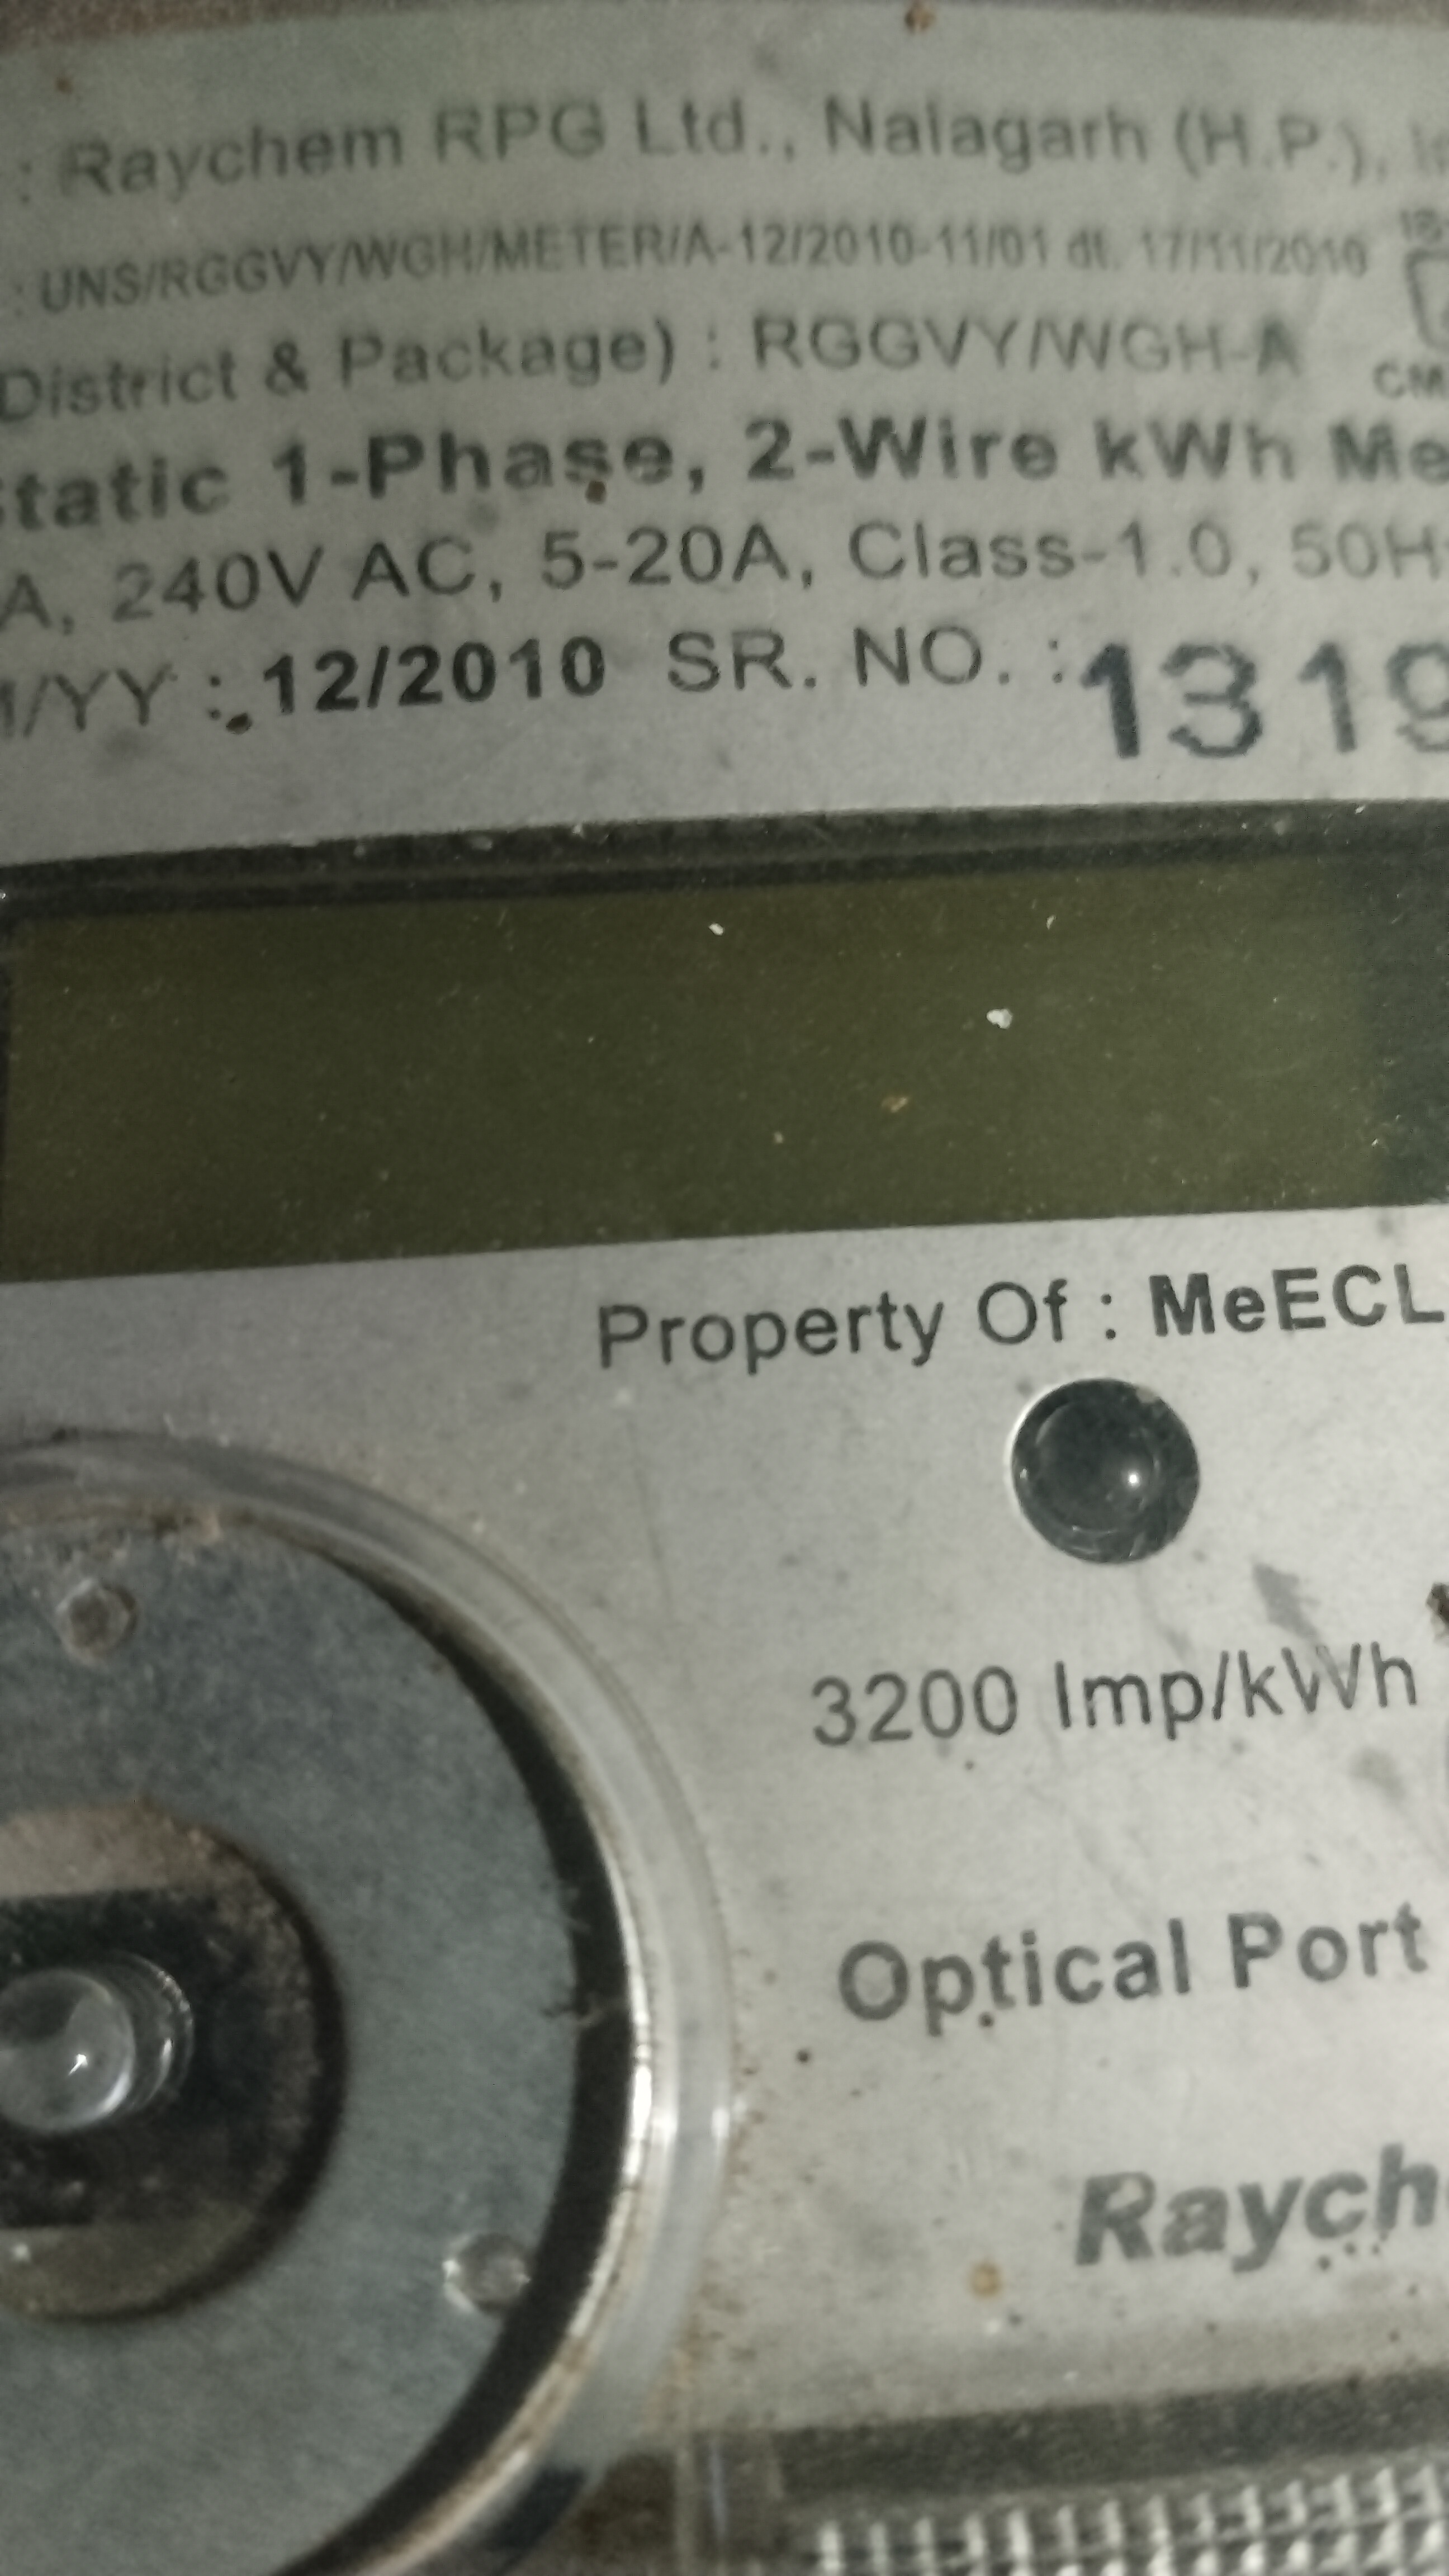 : Raychem RPG Ltd., Nalagarh (H.P.),
: UNS/RGGVY/WGH/METER/A-12/2010-11/01 dt. 17/11/2010
District & Package) : RGGVY/WGH-A
CM
tatic 1-Phase, 2-Wire kWh Me
A, 240V AC, 5-20A, Class-1.0, 50H
/YY : 12/2010 SR. NO. : 1319
Property Of : MeECL
3200 Imp/kWh
Optical Port
Raych